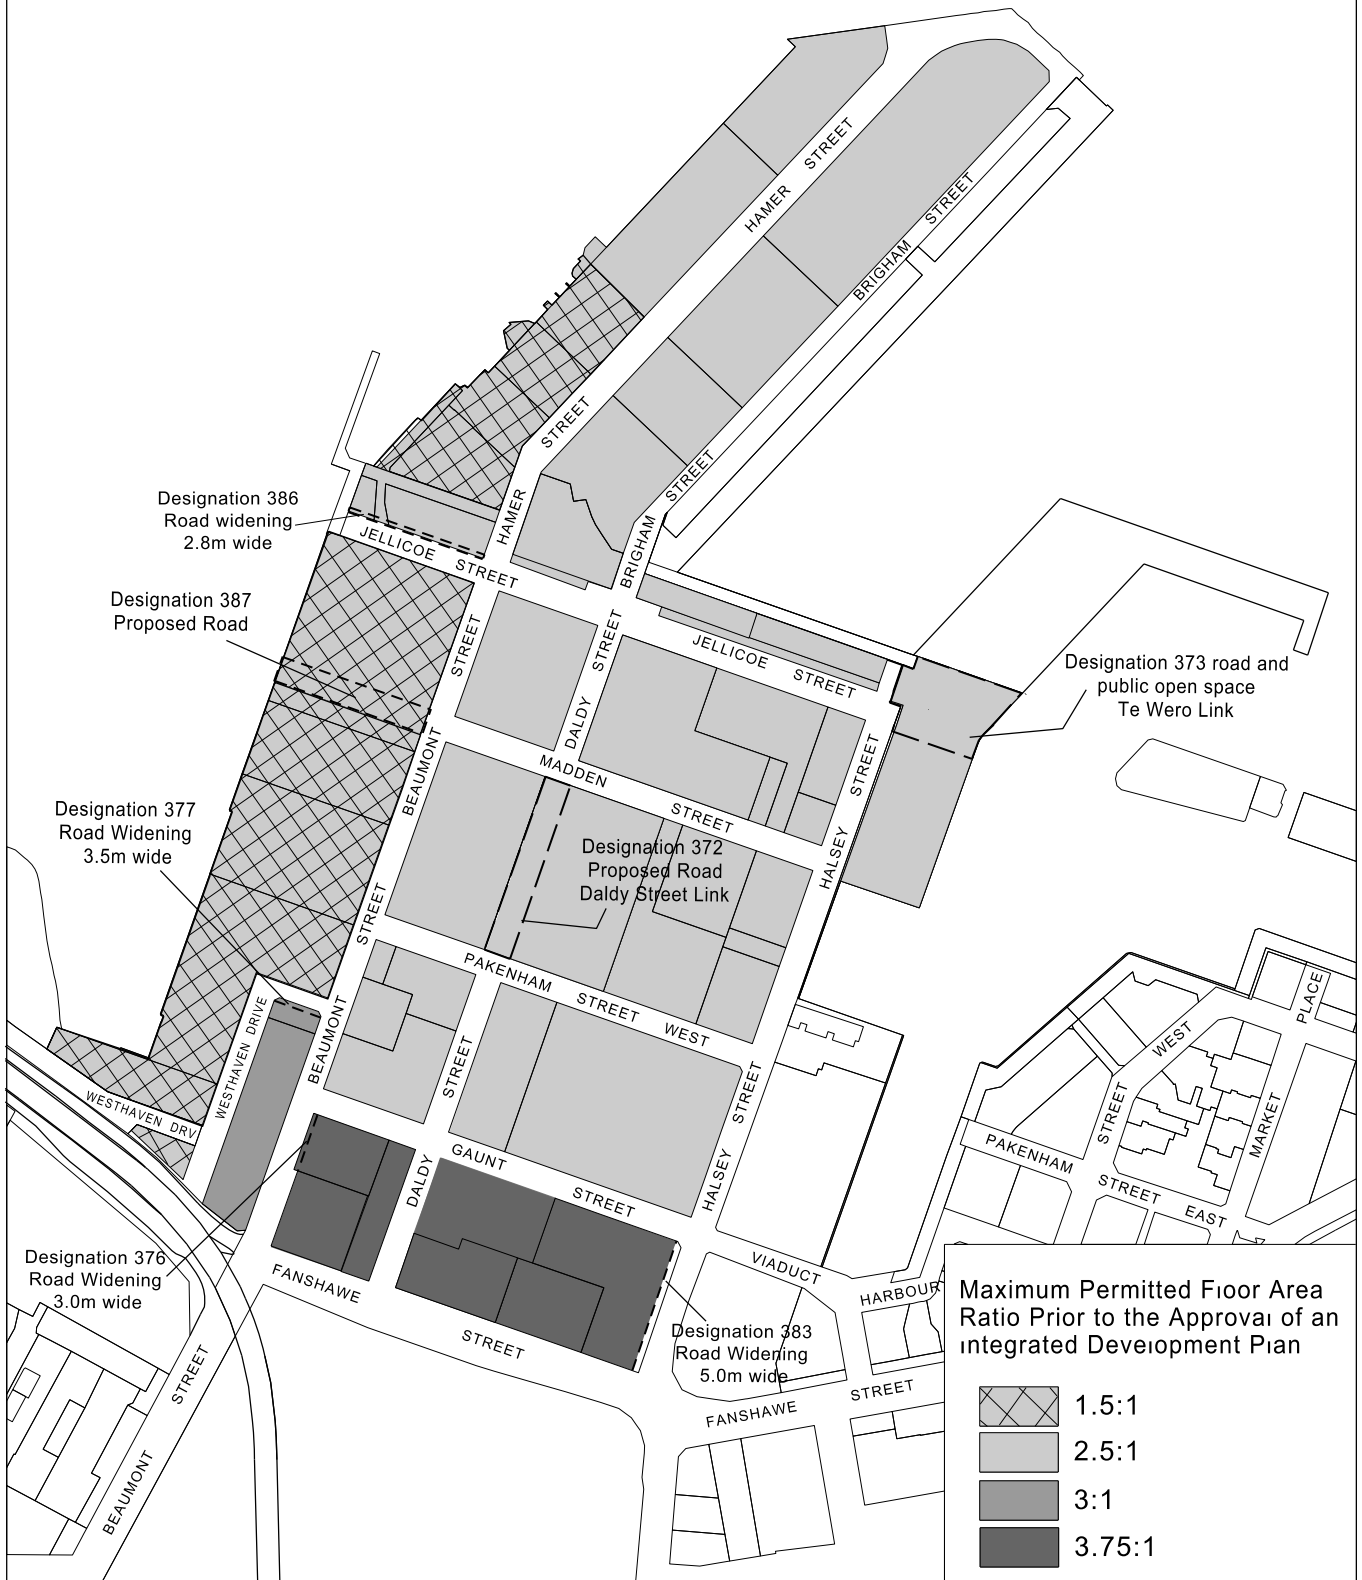 HAMER STREET
BRIGHAM STREET
STREET
STREET
HAMER
BRIGHAM
Designation 386
Road widening
2.8m wide
JELLICOE STREET
Designation 387
Proposed Road
STREET
STREET
JELLICOE STREET
Designation 373 road and
public open space
Te Wero Link
DALDY
BEAUMONT
MADDEN STREET
STREET
HALSEY
Designation 377
Road Widening
3.5m wide
Designation 372
Proposed Road
Daldy Street Link
STREET
PAKENHAM STREET WEST
WESTHAVEN DRIVE
BEAUMONT
STREET
STREET
HALSEY
WESTHAVEN DRV
GAUNT STREET
DALDY
PLACE
WEST
STREET
MARKET
PAKENHAM STREET EAST
Designation 376
Road Widening
3.0m wide
FANSHAWE STREET
VIADUCT HARBOUR
Designation 383
Road Widening
5.0m wide
FANSHAWE STREET
STREET
BEAUMONT
Maximum Permitted Floor Area
Ratio Prior to the Approval of an
Integrated Development Plan
1.5:1
2.5:1
3:1
3.75:1